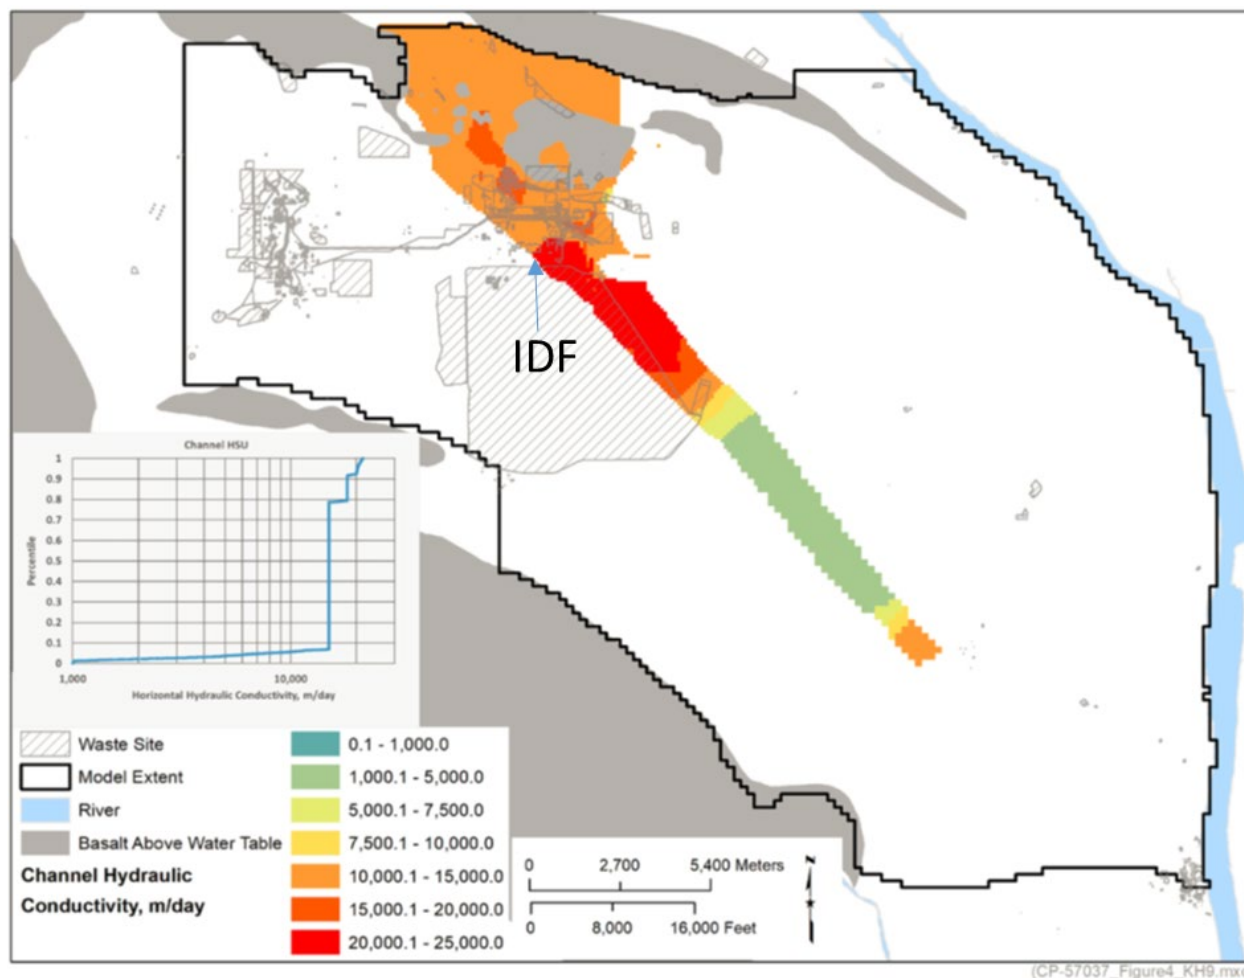 IDF
Channel HSU
Percentile
1
0.9
0.8
0.7
0.6
0.5
0.4
0.3
0.2
0.1
0
1,000
10,000
Horizontal Hydraulic Conductivity, m/day
Waste Site
Model Extent
River
Basalt Above Water Table
Channel Hydraulic
Conductivity, m/day
0.1 - 1,000.0
1,000.1 - 5,000.0
5,000.1 - 7,500.0
7,500.1 - 10,000.0
10,000.1 - 15,000.0
15,000.1 - 20,000.0
20,000.1 - 25,000.0
0 2,700 5,400 Meters
0 8,000 16,000 Feet
N
(CP-57037_Figure4_KH9.mx